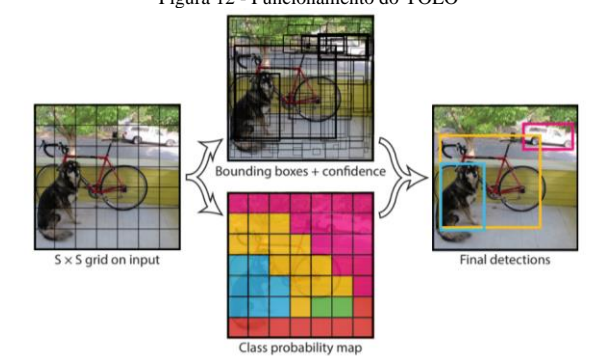 Figura 12 - Funcionamento do YOLO
Bounding boxes + confidence
S × S grid on input
Final detections
Class probability map